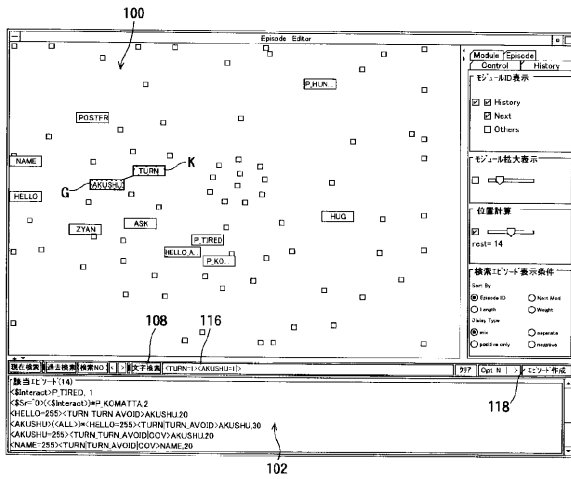 100
Episode Editor
Module Episode
Control History
モジュールID表示
History
Next
Others
P_HUN..
POSTER
NAME
TURN
K
G
AKUSHU
モジュール拡大表示
HELLO
HUG
位置計算
rest= 14
ZYAN
ASK
P_TIRED
HELLO_A..
P_KO..
検索エピソード表示条件
Sort By
Episode ID
Next Mod
Length
Weight
Display Type
mix
separate
positive only
negative
108
116
現在検索 過去検索 検索NO. < > 文字検索 <TURN=1><AKUSHU=1|> クリア Opt N > エピソード作成
118
該当エピソード(14)
<$Interact>P_TIRED, 1
<$Sr=^0>(<$Interact>)*P_KOMATTA,2
<HELLO=255><TURN TURN_AVOID>AKUSHU,20
<AKUSHU>(<ALL>)*<HELLO=255><TURN|TURN_AVOID>AKUSHU,30
<AKUSHU=255><TURN_TURN_AVOID|COV>AKUSHU,20
<NAME=255><TURN|TURN_AVOID|COV>NAME,20
102